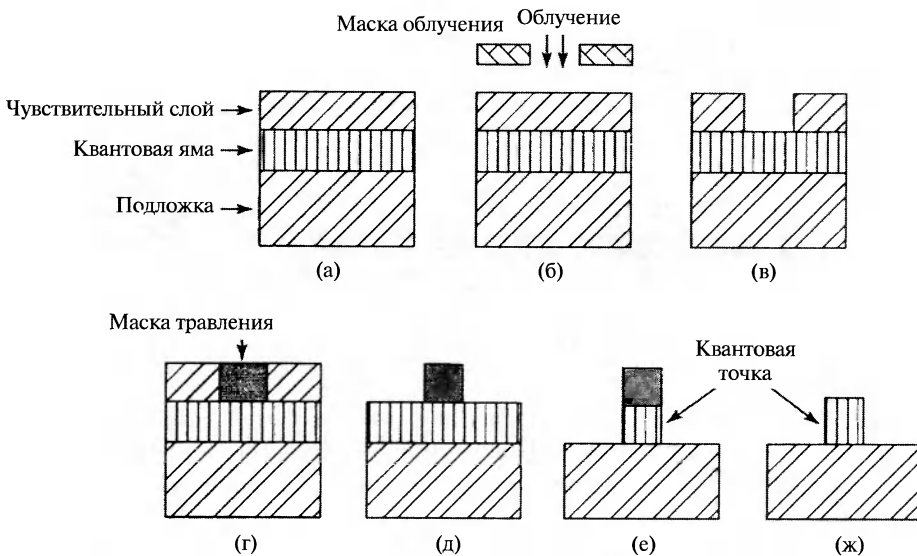 Маска облучения
Облучение
Чувствительный слой
Квантовая яма
Подложка
(а)
(б)
(в)
Маска травления
Квантовая
точка
(г)
(д)
(е)
(ж)